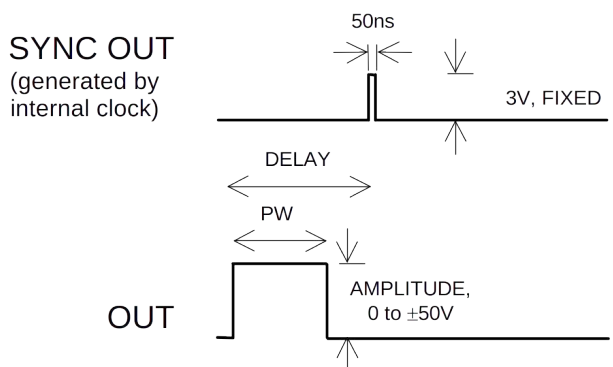 50ns
SYNC OUT
(generated by
internal clock)
3V, FIXED
DELAY
PW
AMPLITUDE,
0 to ±50V
OUT